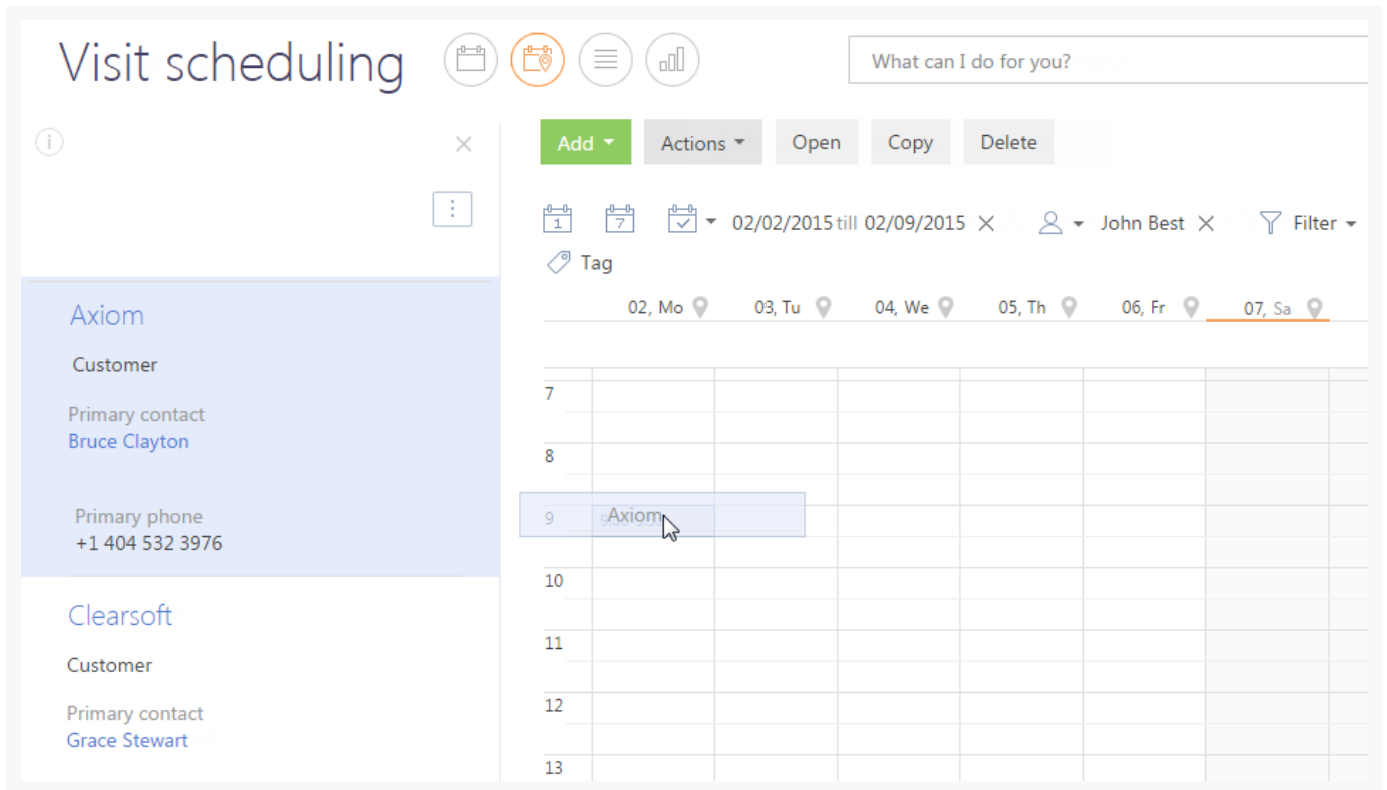 Visit scheduling
What can I do for you?
i
Add
Actions
Open
Copy
Delete
1
7
02/02/2015 till 02/09/2015
John Best
Filter
Tag
Axiom
Customer
Primary contact
Bruce Clayton
Primary phone
+1 404 532 3976
Clearsoft
Customer
Primary contact
Grace Stewart
02, Mo
03, Tu
04, We
05, Th
06, Fr
07, Sa
7
8
9
Axiom
10
11
12
13